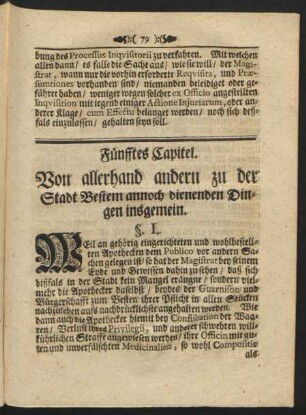 79
bung des Processus Inqvisitorii zu verfahren. Mit welchen
allen dann / es falle die Sache aus / wie sie will / der Magi-
strat, wann nur die vorhin erforderte Reqvisita, und Præ-
sumtiones vorhanden sind / niemanden beleidiget oder ge-
fähret haben / weniger wegen solcher ex Officio angestellten
Inqvisition mit irgend einiger Actione Injuriarum, oder an-
derer Klage / cum Effectu belanget werden / noch sich deß-
fals einzulassen / gehalten seyn soll.
Fünfftes Capitel.
Von allerhand andern zu der
Stadt Bestem annoch dienenden Din-
gen insgemein.
§. I.
WEil an gehörig eingerichteten und wohlbestell-
ten Apothecken dem Publico vor andern Sa-
chen gelegen ist; so hat der Magistrat bey seinem
Eyde und Gewissen dahin zu sehen / daß sich
dißfals in der Stadt kein Mangel eräugne / sondern viel-
mehr die Apothecker daselbst / beydes der Guarnison und
Bürgerschafft zum Besten ihrer Pflicht in allen Stücken
nachzuleben aufs nachdrücklichste angehalten werden. Wie
dann auch die Apothecker hiemit bey Confiscation der Waa-
ren / Verlust ihres Privilegii, und anderer schwehren will-
kührlichen Straffe angewiesen werden / ihre Officin mit gu-
ten und unverfälschten Medicinalien, so wohl Compositis
als